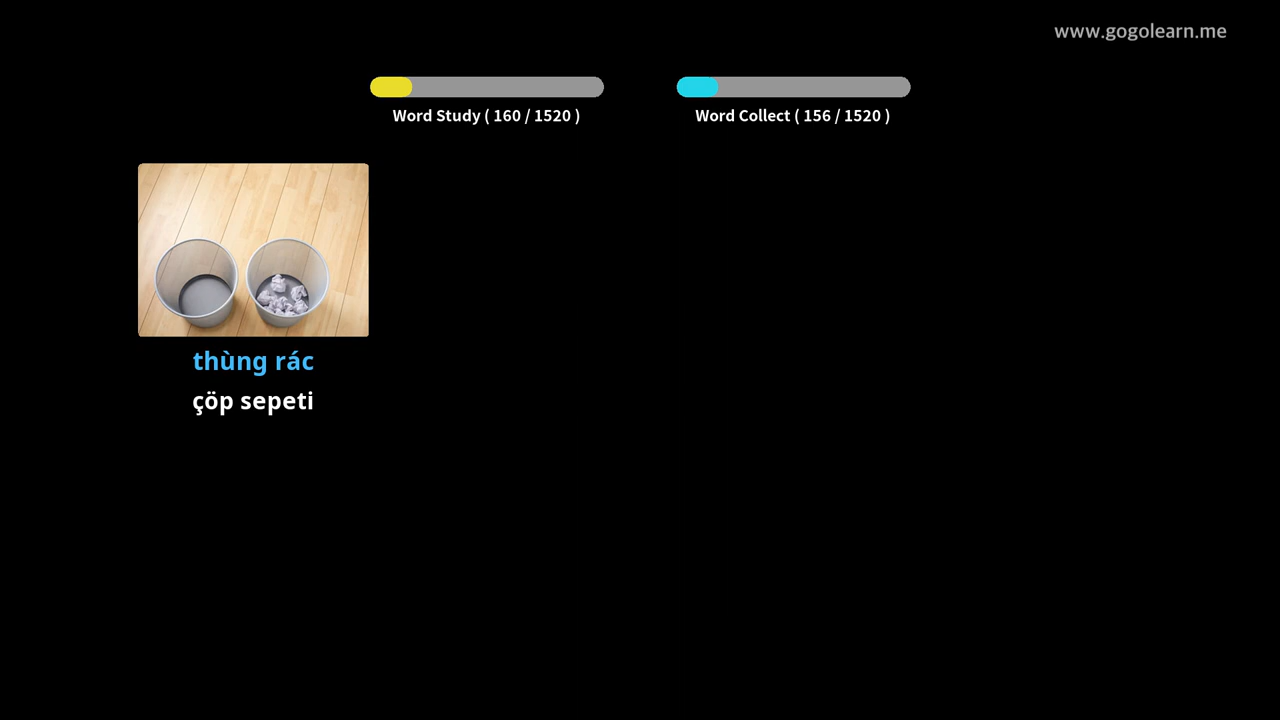 www.gogolearn.me
Word Study ( 160 / 1520 )
Word Collect ( 156 / 1520 )
thùng rác
çöp sepeti